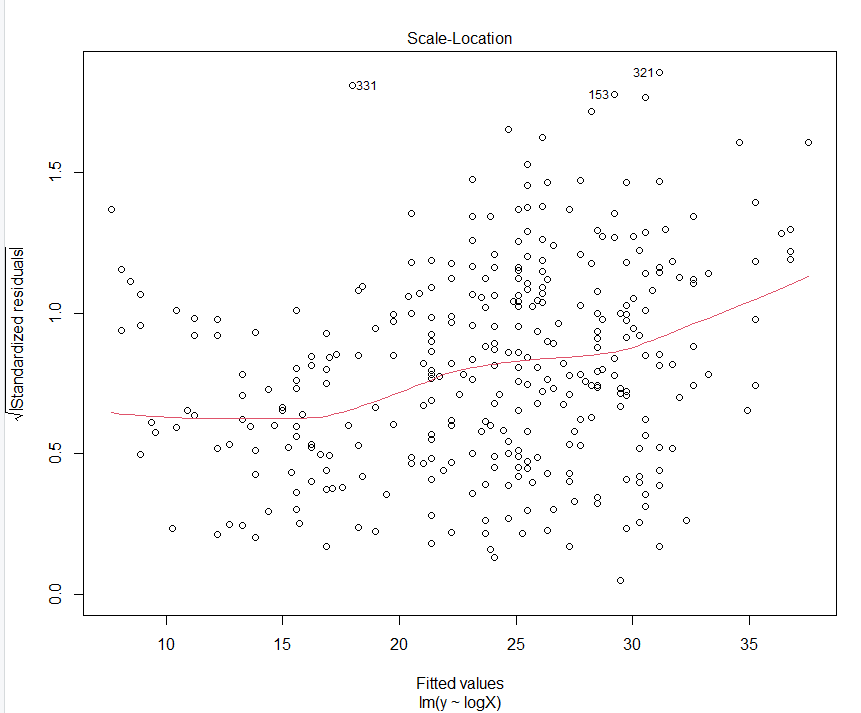 Scale-Location
321
331
153
1.5
1.0
0.5
0.0
√|Standardized residuals|
10 15 20 25 30 35
Fitted values
lm(y ~ logX)